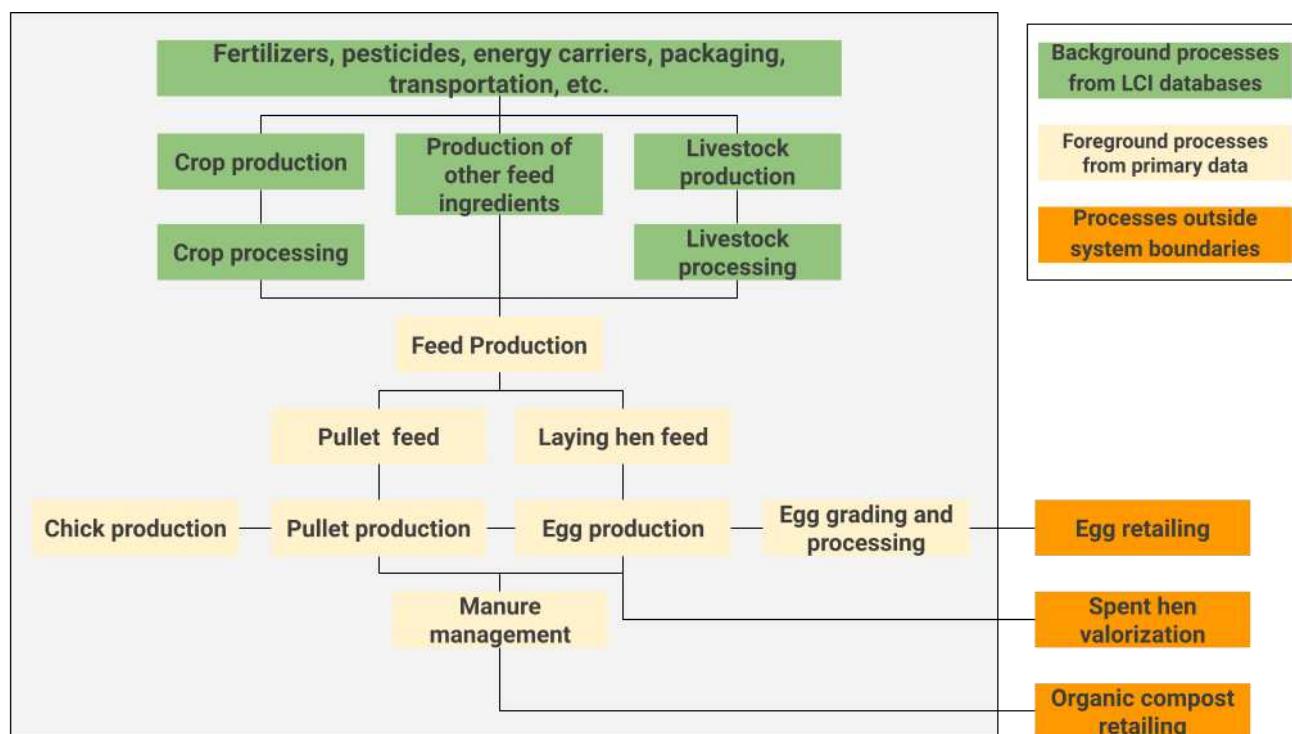 Fertilizers, pesticides, energy carriers, packaging,
transportation, etc.
Crop production
Production of
other feed
ingredients
Livestock
production
Crop processing
Livestock
processing
Feed Production
Pullet feed
Laying hen feed
Chick production
Pullet production
Egg production
Egg grading and
processing
Manure
management
Background processes
from LCI databases
Foreground processes
from primary data
Processes outside
system boundaries
Egg retailing
Spent hen
valorization
Organic compost
retailing